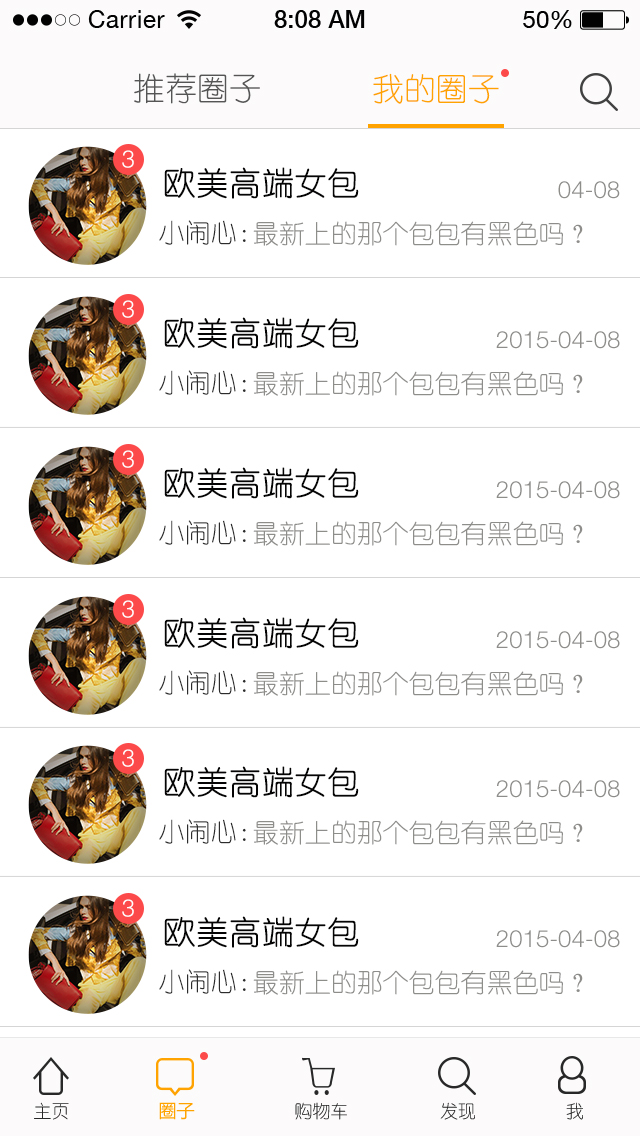 Carrier 8:08 AM 50%
推荐圈子 我的圈子
3
欧美高端女包 04-08
小闹心：最新上的那个包包有黑色吗？
3
欧美高端女包 2015-04-08
小闹心：最新上的那个包包有黑色吗？
3
欧美高端女包 2015-04-08
小闹心：最新上的那个包包有黑色吗？
3
欧美高端女包 2015-04-08
小闹心：最新上的那个包包有黑色吗？
3
欧美高端女包 2015-04-08
小闹心：最新上的那个包包有黑色吗？
3
欧美高端女包 2015-04-08
小闹心：最新上的那个包包有黑色吗？
主页 圈子 购物车 发现 我